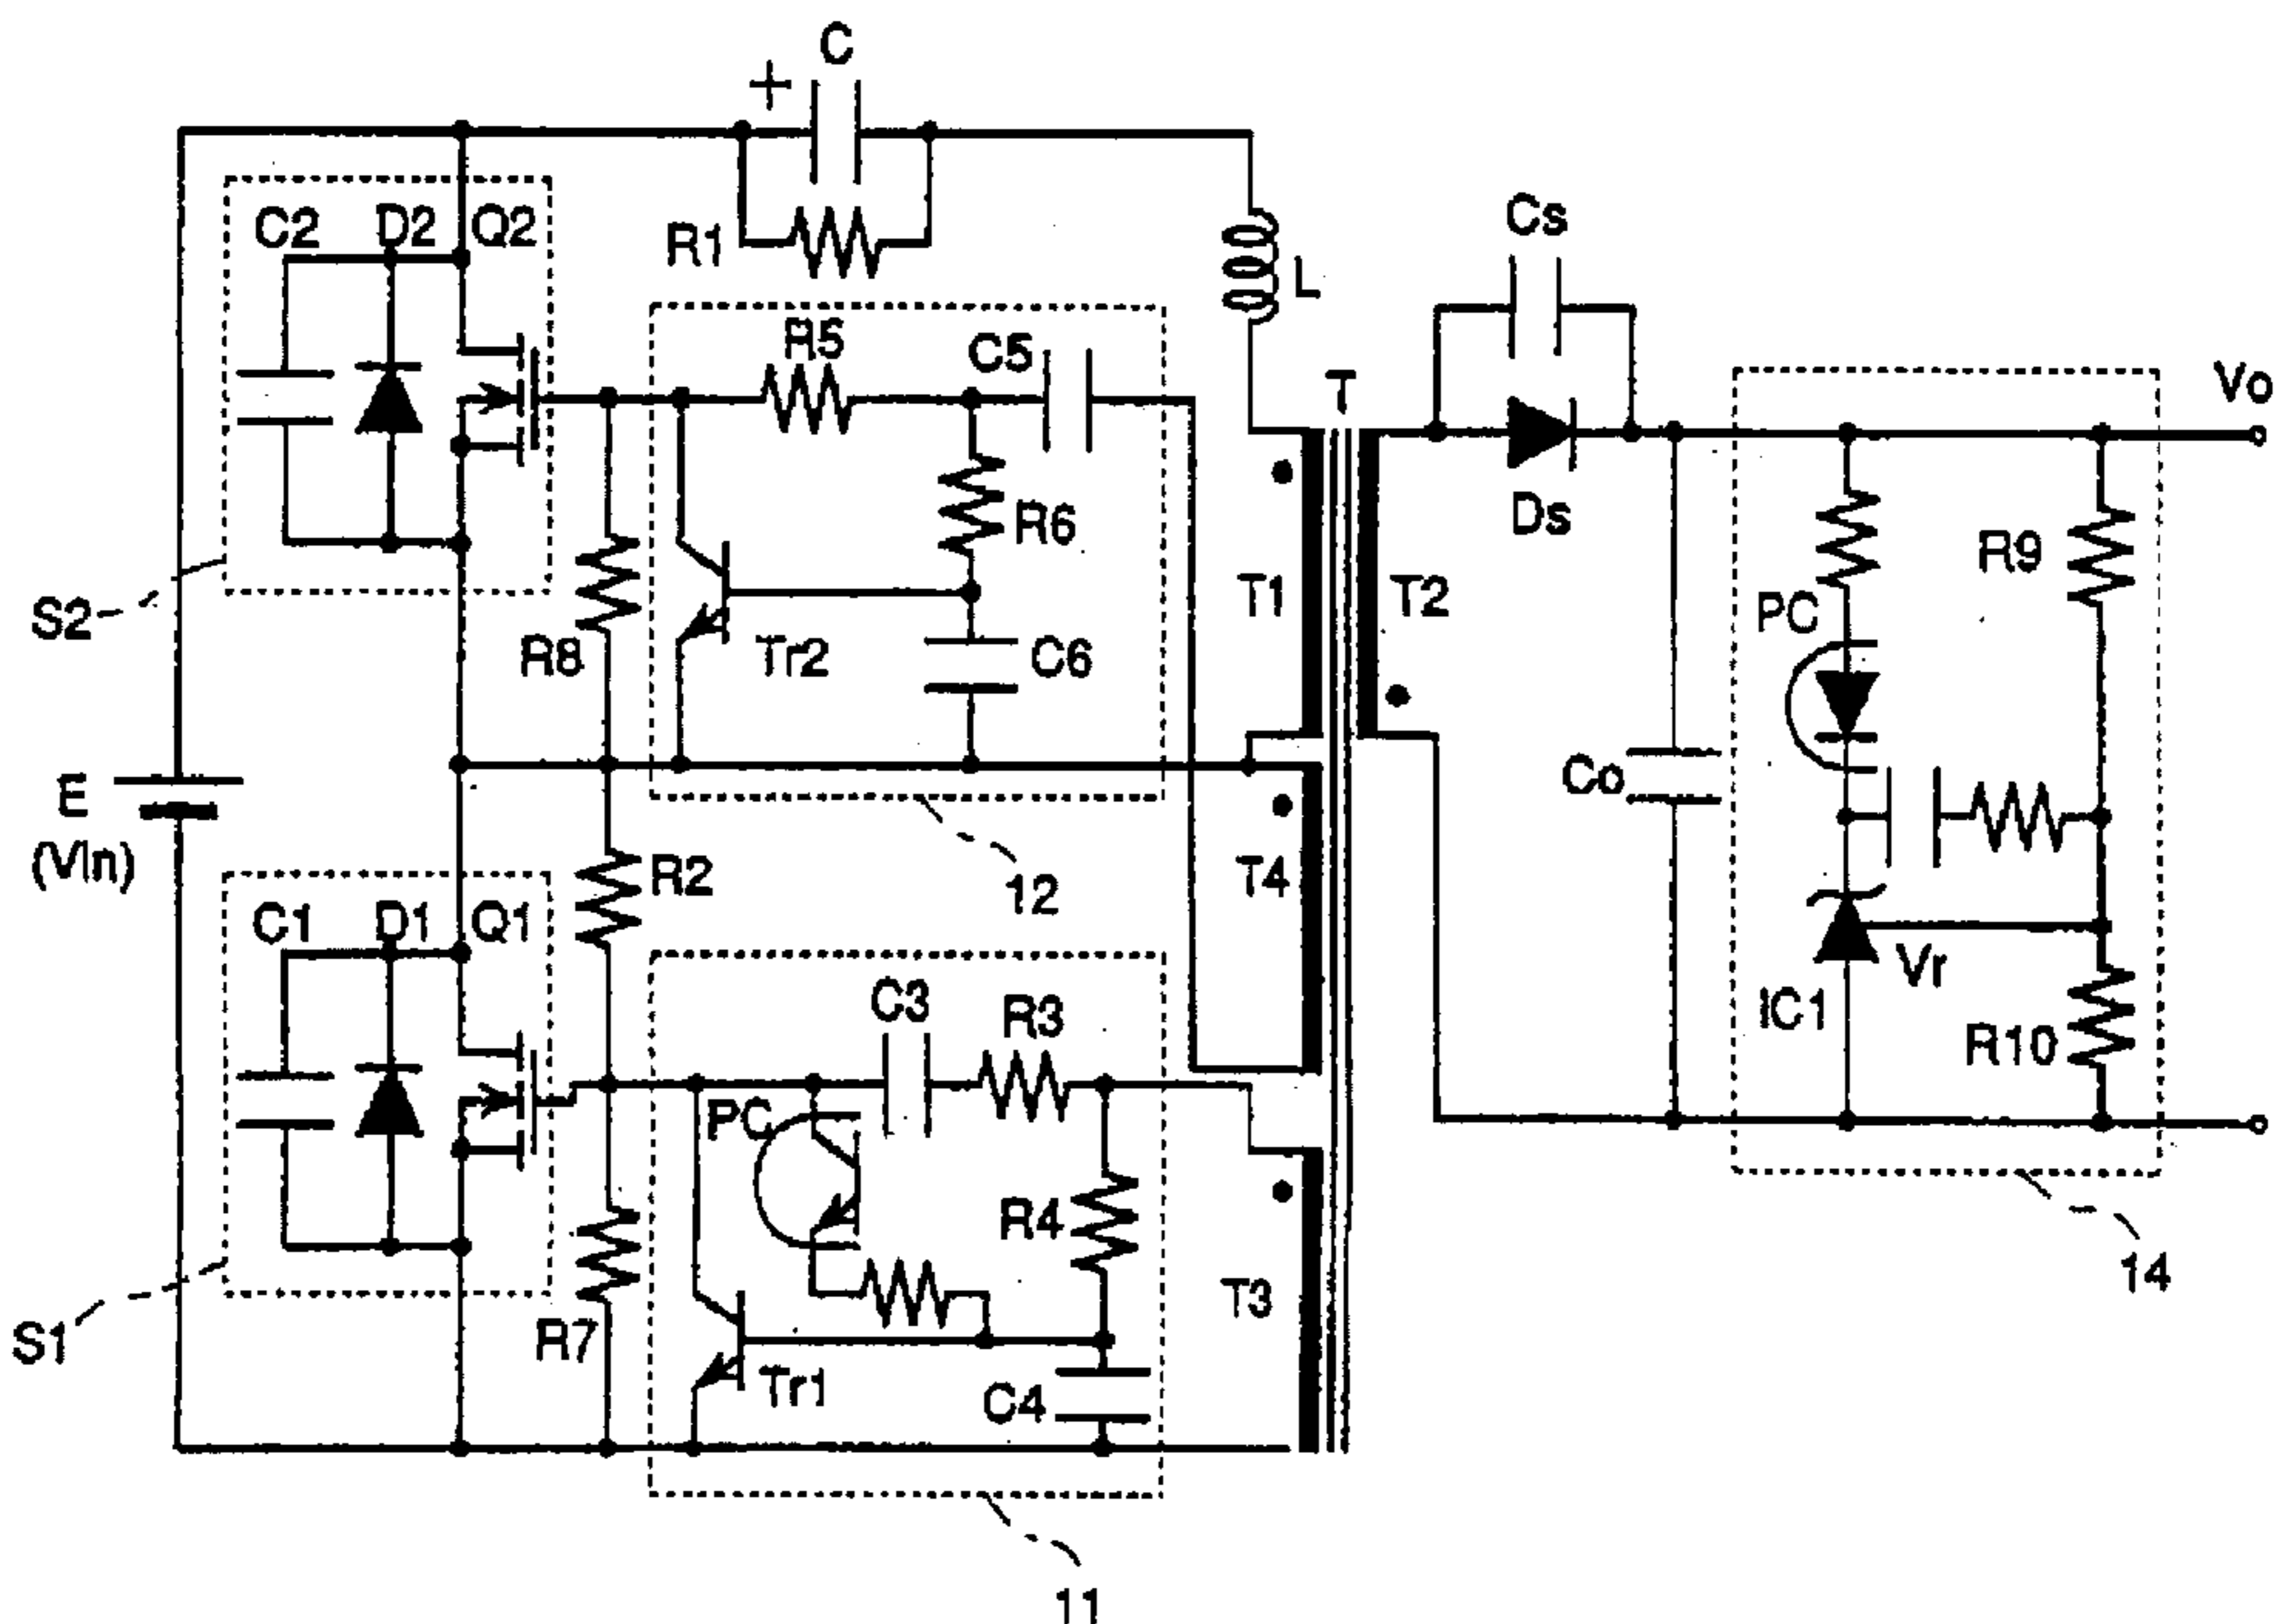 C
+
C2 D2 Q2
R1
Cs
L
R5
C5
T
Vo
Ds
R6
R9
S2
T1
T2
PC
R8
Tr2
C6
E
(Vin)
Co
R2
T4
12
C1 D1 Q1
C3
R3
Vr
IC1
R10
PC
R4
14
S1
R7
T3
Tr1
C4
11